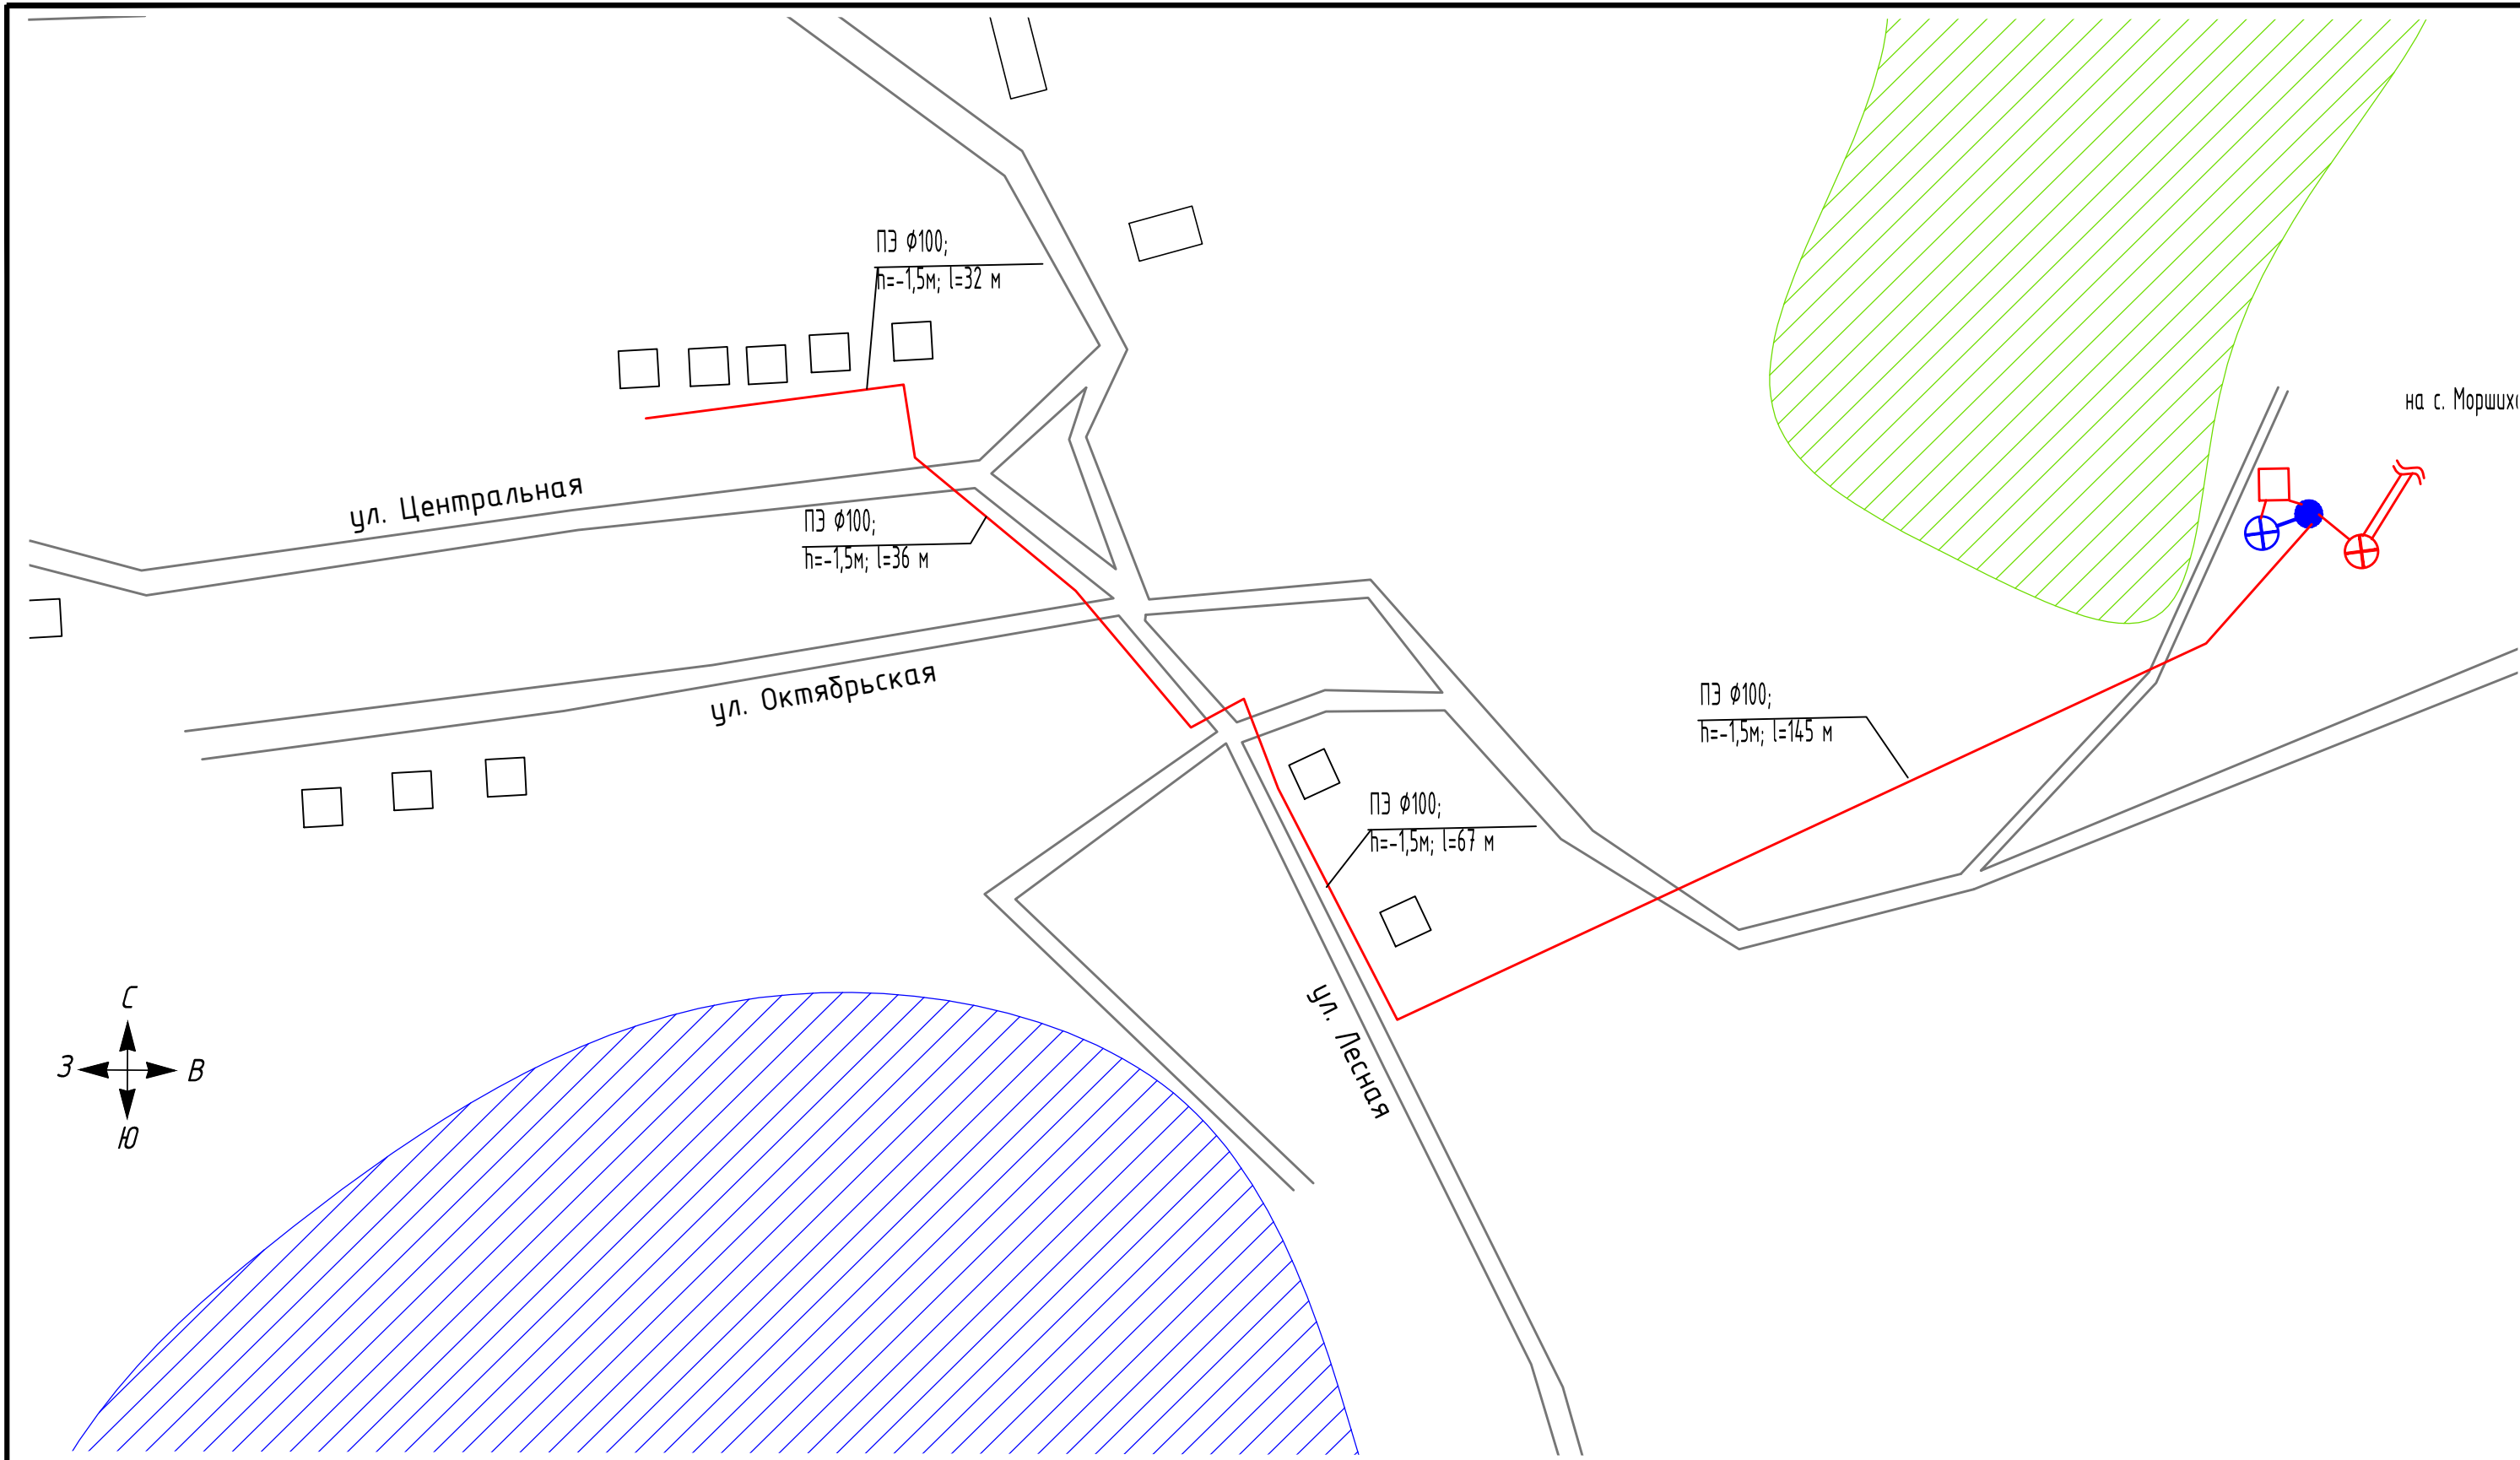 ПЭ Ф100;
h=-1,5м; l=32 м
на с.
ул. Центральная
ПЭ Ф100;
h=-1,5м; l=36 м
ул. Октябрьская
ПЭ Ф100;
h=-1,5м; l=145 м
ПЭ Ф100;
h=-1,5м; l=67 м
ул. Лесная
С
З
В
Ю